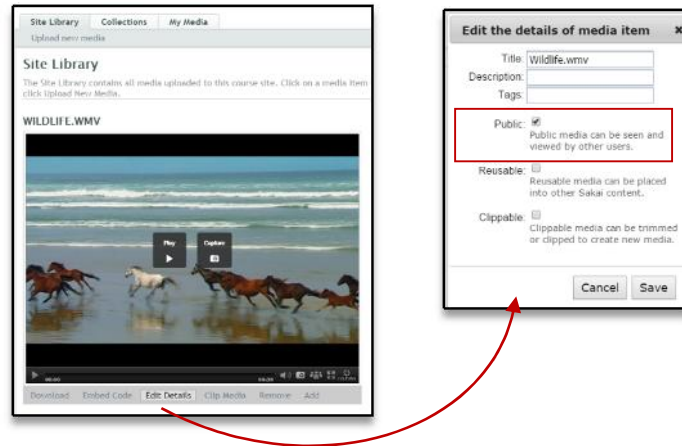 Site Library Collections My Media
Upload new media
Site Library
The Site Library contains all media uploaded to this course site. Click on a media item
click Upload New Media.
WILDLIFE.WMV
Play Capture
00:00
Download Embed Code Edit Details Clip Media Remove Add
Edit the details of media item x
Title: Wildlife.wmv
Description:
Tags:
Public:
Public media can be seen and
viewed by other users.
Reusable:
Reusable media can be placed
into other Sakai content.
Clippable:
Clippable media can be trimmed
or clipped to create new media.
Cancel Save